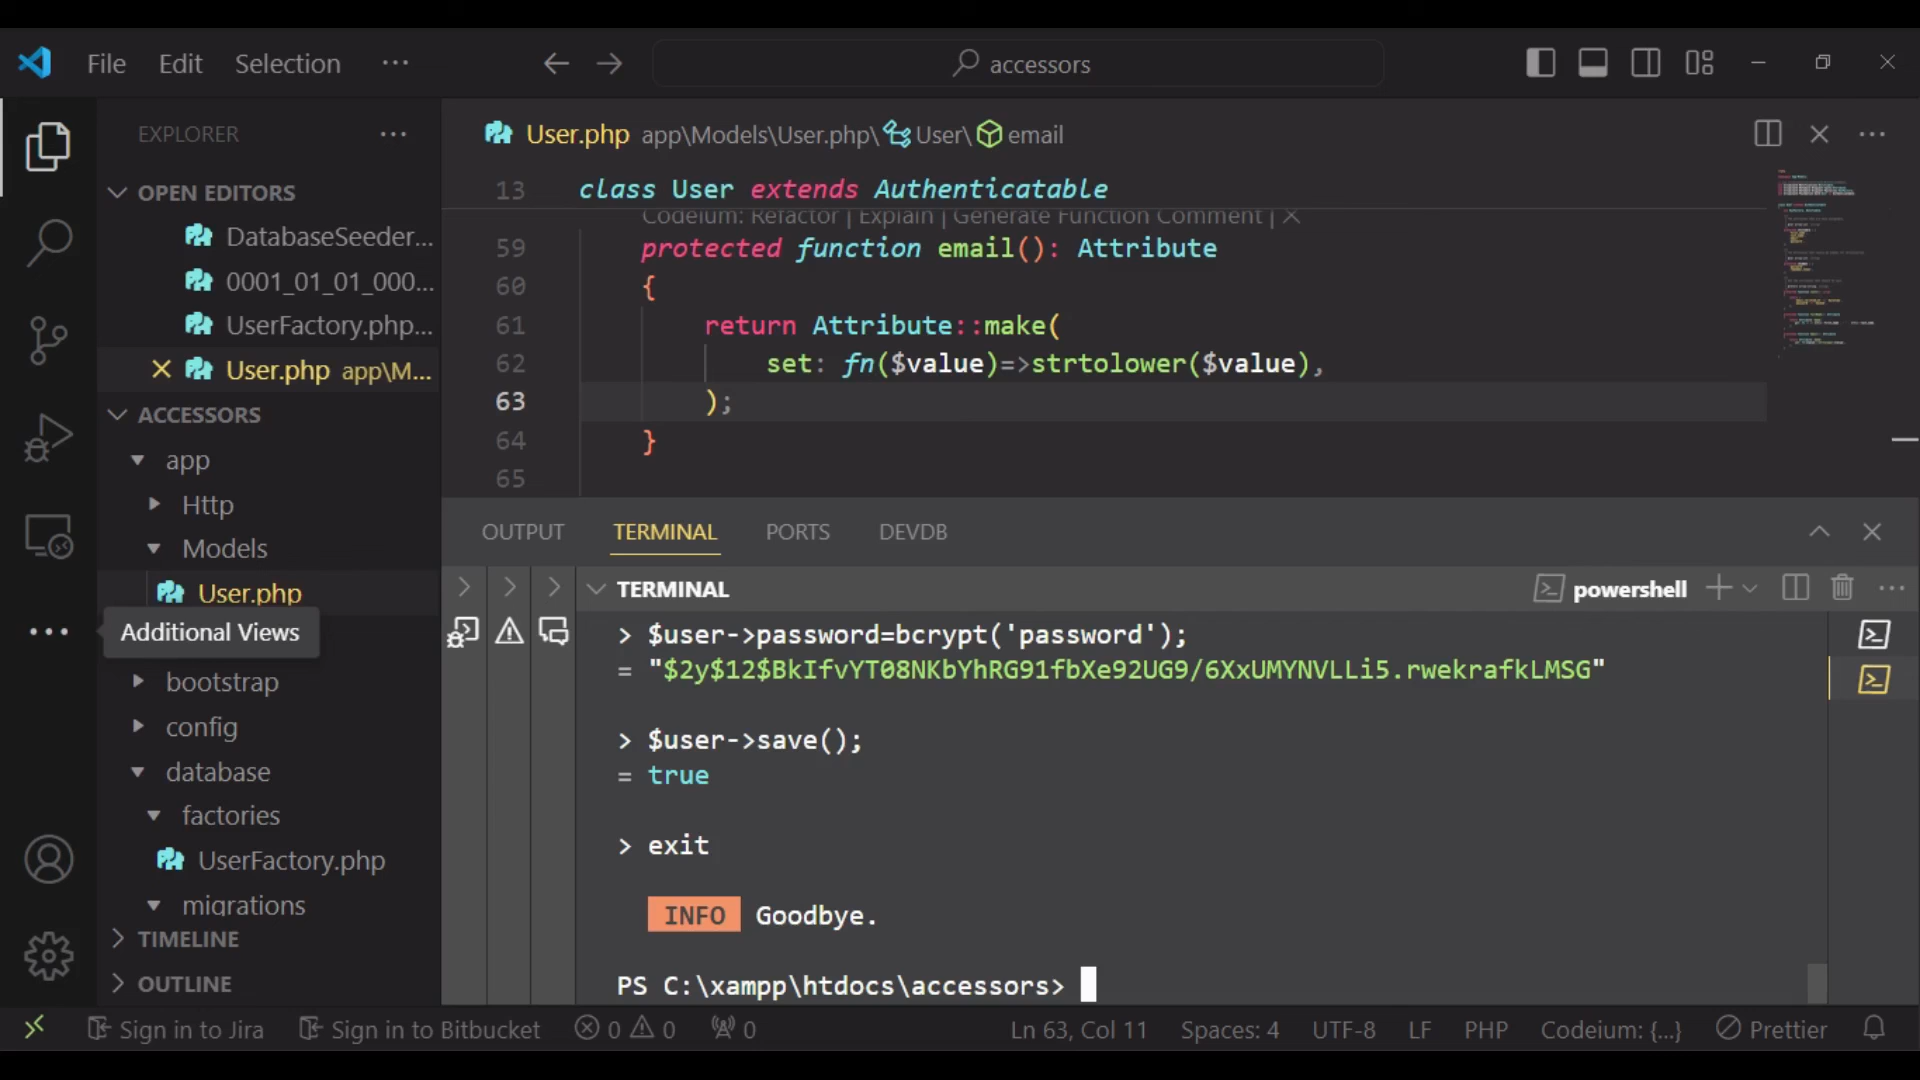 File Edit Selection ··· accessors
EXPLORER ···
OPEN EDITORS
DatabaseSeeder...
0001_01_01_000...
UserFactory.php...
User.php app\M...
ACCESSORS
app
Http
Models
User.php
Additional Views
bootstrap
config
database
factories
UserFactory.php
migrations
TIMELINE
OUTLINE
User.php app\Models\User.php\ User\ email
13 class User extends Authenticatable
Codeium: Refactor | Explain | Generate Function Comment | ×
59 protected function email(): Attribute
60 {
61 return Attribute::make(
62 set: fn($value)=>strtolower($value),
63 );
64 }
65
OUTPUT TERMINAL PORTS DEVDB
TERMINAL powershell
> $user->password=bcrypt('password');
= "$2y$12$BkIfvYT08NKbYhRG91fbXe92UG9/6XxUMYNVLLi5.rwekrafkLMSG"
> $user->save();
= true
> exit
INFO Goodbye.
PS C:\xampp\htdocs\accessors>
Sign in to Jira Sign in to Bitbucket 0 0 0 Ln 63, Col 11 Spaces: 4 UTF-8 LF PHP Codeium: {...} Prettier